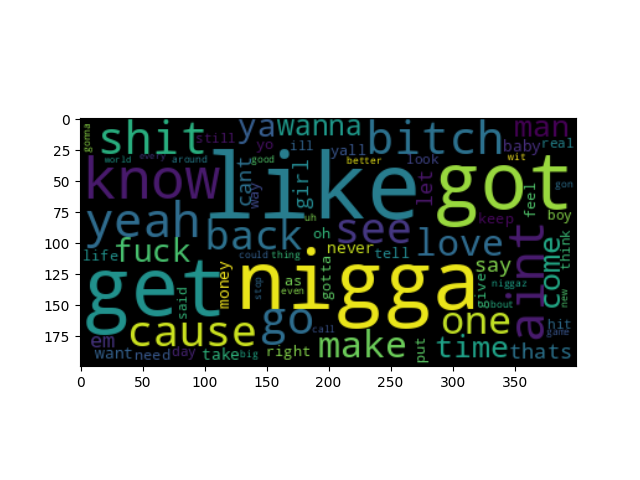 0
25
50
75
100
125
150
175
0 50 100 150 200 250 300 350
gonna shit still ya wanna bitch man
yo ill yall baby real
world every around good better look wit
know like got
cant way girl let feel gon
yeah uh keep boy
back oh see love
fuck never tell come think
life could thing say aint
get money stop as even gotta nigga give niggaz new
said about
cause go call one hit game
em make time
want need day take big right put thats